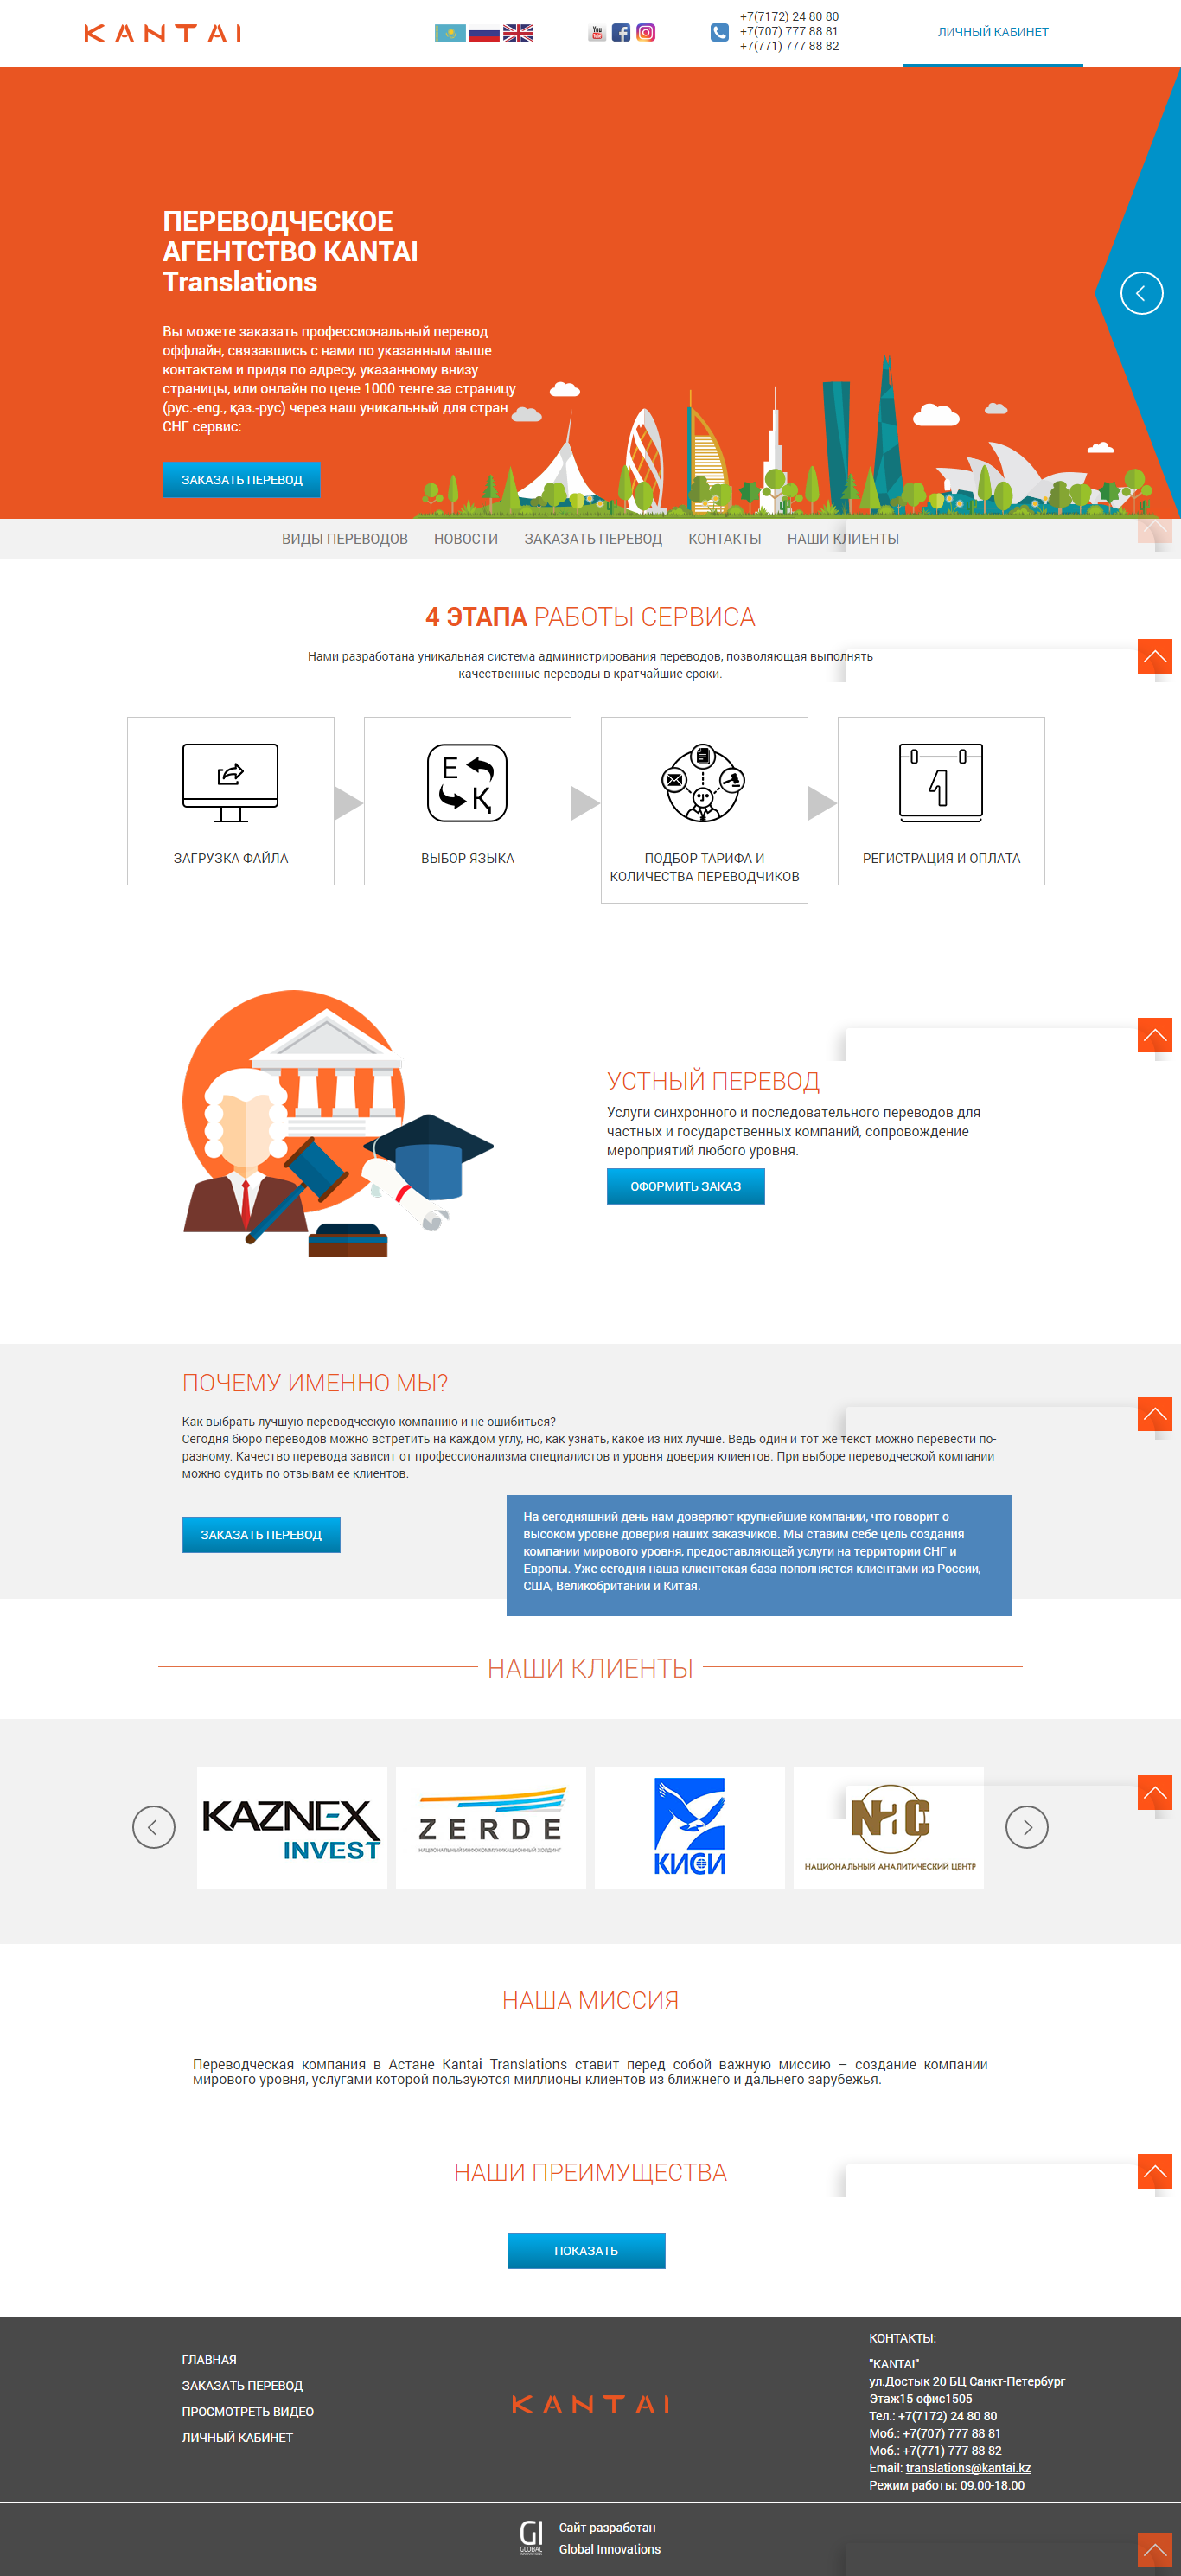 KANTAI
You
Tube
+7(7172) 24 80 80
+7(707) 777 88 81
+7(771) 777 88 82
ЛИЧНЫЙ КАБИНЕТ
ПЕРЕВОДЧЕСКОЕ
АГЕНТСТВО KANTAI
Translations
Вы можете заказать профессиональный перевод
оффлайн, связавшись с нами по указанным выше
контактам и придя по адресу, указанному внизу
страницы, или онлайн по цене 1000 тенге за страницу
(рус.-eng., қаз.-рус) через наш уникальный для стран
СНГ сервис:
ЗАКАЗАТЬ ПЕРЕВОД
ВИДЫ ПЕРЕВОДОВ НОВОСТИ ЗАКАЗАТЬ ПЕРЕВОД КОНТАКТЫ НАШИ КЛИЕНТЫ
4 ЭТАПА РАБОТЫ СЕРВИСА
Нами разработана уникальная система администрирования переводов, позволяющая выполнять
качественные переводы в кратчайшие сроки.
E
Қ
1
ЗАГРУЗКА ФАЙЛА
ВЫБОР ЯЗЫКА
ПОДБОР ТАРИФА И
КОЛИЧЕСТВА ПЕРЕВОДЧИКОВ
РЕГИСТРАЦИЯ И ОПЛАТА
УСТНЫЙ ПЕРЕВОД
Услуги синхронного и последовательного переводов для
частных и государственных компаний, сопровождение
мероприятий любого уровня.
ОФОРМИТЬ ЗАКАЗ
ПОЧЕМУ ИМЕННО МЫ?
Как выбрать лучшую переводческую компанию и не ошибиться?
Сегодня бюро переводов можно встретить на каждом углу, но, как узнать, какое из них лучше. Ведь один и тот же текст можно перевести по-
разному. Качество перевода зависит от профессионализма специалистов и уровня доверия клиентов. При выборе переводческой компании
можно судить по отзывам ее клиентов.
ЗАКАЗАТЬ ПЕРЕВОД
На сегодняшний день нам доверяют крупнейшие компании, что говорит о
высоком уровне доверия наших заказчиков. Мы ставим себе цель создания
компании мирового уровня, предоставляющей услуги на территории СНГ и
Европы. Уже сегодня наша клиентская база пополняется клиентами из России,
США, Великобритании и Китая.
НАШИ КЛИЕНТЫ
KAZNEX
INVEST
ZERDE
НАЦИОНАЛЬНЫЙ ИНФОКОММУНИКАЦИОННЫЙ ХОЛДИНГ
КИСИ
НАЦИОНАЛЬНЫЙ АНАЛИТИЧЕСКИЙ ЦЕНТР
НАША МИССИЯ
Переводческая компания в Астане Kantai Translations ставит перед собой важную миссию – создание компании
мирового уровня, услугами которой пользуются миллионы клиентов из ближнего и дальнего зарубежья.
НАШИ ПРЕИМУЩЕСТВА
ПОКАЗАТЬ
ГЛАВНАЯ
ЗАКАЗАТЬ ПЕРЕВОД
ПРОСМОТРЕТЬ ВИДЕО
ЛИЧНЫЙ КАБИНЕТ
KANTAI
КОНТАКТЫ:
"KANTAI"
ул.Достык 20 БЦ Санкт-Петербург
Этаж15 офис1505
Тел.: +7(7172) 24 80 80
Моб.: +7(707) 777 88 81
Моб.: +7(771) 777 88 82
Email: translations@kantai.kz
Режим работы: 09.00-18.00
GI
GLOBAL
Сайт разработан
Global Innovations